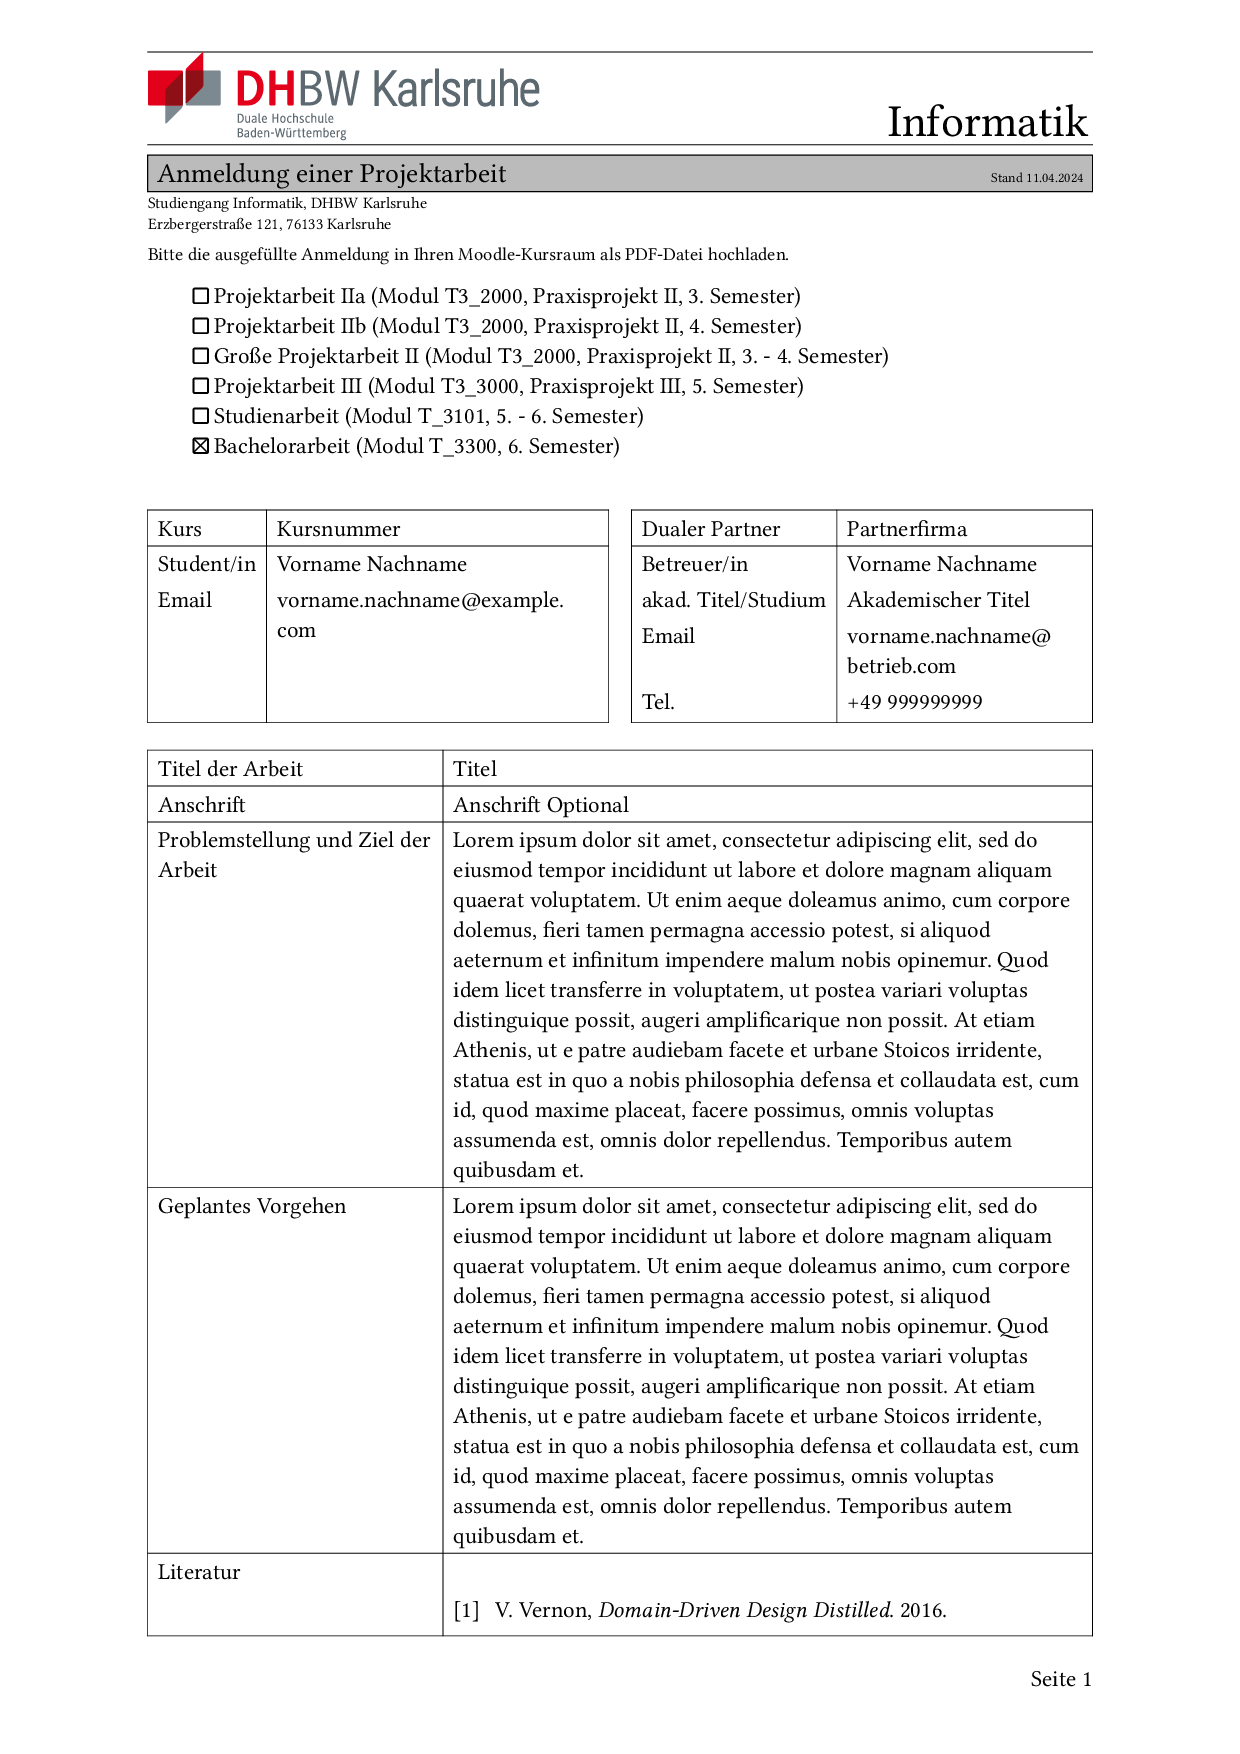 DHBW Karlsruhe
Duale Hochschule
Baden-Württemberg
Informatik
Anmeldung einer Projektarbeit Stand 11.04.2024
Studiengang Informatik, DHBW Karlsruhe
Erzbergerstraße 121, 76133 Karlsruhe
Bitte die ausgefüllte Anmeldung in Ihren Moodle-Kursraum als PDF-Datei hochladen.
☐ Projektarbeit IIa (Modul T3_2000, Praxisprojekt II, 3. Semester)
☐ Projektarbeit IIb (Modul T3_2000, Praxisprojekt II, 4. Semester)
☐ Große Projektarbeit II (Modul T3_2000, Praxisprojekt II, 3. - 4. Semester)
☐ Projektarbeit III (Modul T3_3000, Praxisprojekt III, 5. Semester)
☐ Studienarbeit (Modul T_3101, 5. - 6. Semester)
☒ Bachelorarbeit (Modul T_3300, 6. Semester)
Kurs Kursnummer
Student/in Vorname Nachname
Email vorname.nachname@example.
com
Dualer Partner Partnerfirma
Betreuer/in Vorname Nachname
akad. Titel/Studium Akademischer Titel
Email vorname.nachname@
betrieb.com
Tel. +49 999999999
Titel der Arbeit Titel
Anschrift Anschrift Optional
Problemstellung und Ziel der
Arbeit
Lorem ipsum dolor sit amet, consectetur adipiscing elit, sed do
eiusmod tempor incididunt ut labore et dolore magnam aliquam
quaerat voluptatem. Ut enim aeque doleamus animo, cum corpore
dolemus, fieri tamen permagna accessio potest, si aliquod
aeternum et infinitum impendere malum nobis opinemur. Quod
idem licet transferre in voluptatem, ut postea variari voluptas
distinguique possit, augeri amplificarique non possit. At etiam
Athenis, ut e patre audiebam facete et urbane Stoicos irridente,
statua est in quo a nobis philosophia defensa et collaudata est, cum
id, quod maxime placeat, facere possimus, omnis voluptas
assumenda est, omnis dolor repellendus. Temporibus autem
quibusdam et.
Geplantes Vorgehen
Lorem ipsum dolor sit amet, consectetur adipiscing elit, sed do
eiusmod tempor incididunt ut labore et dolore magnam aliquam
quaerat voluptatem. Ut enim aeque doleamus animo, cum corpore
dolemus, fieri tamen permagna accessio potest, si aliquod
aeternum et infinitum impendere malum nobis opinemur. Quod
idem licet transferre in voluptatem, ut postea variari voluptas
distinguique possit, augeri amplificarique non possit. At etiam
Athenis, ut e patre audiebam facete et urbane Stoicos irridente,
statua est in quo a nobis philosophia defensa et collaudata est, cum
id, quod maxime placeat, facere possimus, omnis voluptas
assumenda est, omnis dolor repellendus. Temporibus autem
quibusdam et.
Literatur
[1] V. Vernon, Domain-Driven Design Distilled. 2016.
Seite 1